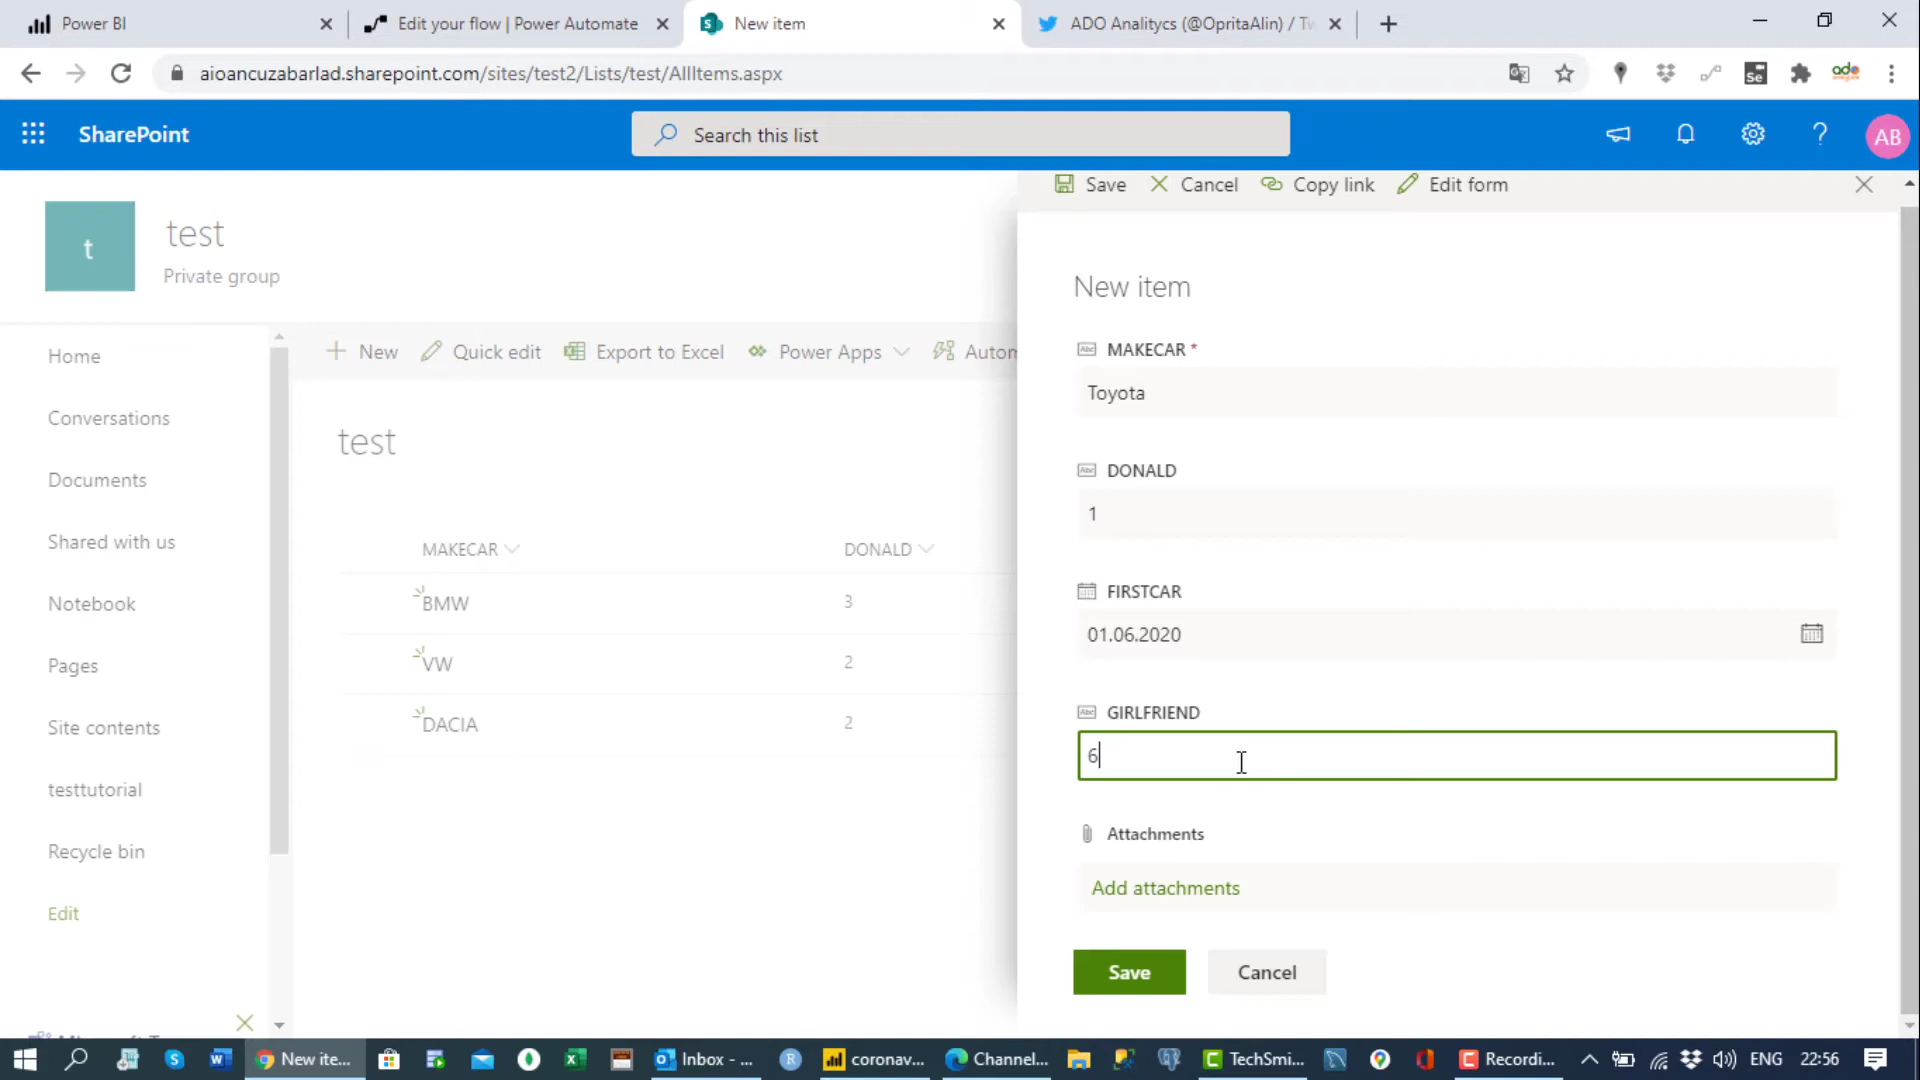 Power BI
Edit your flow | Power Automate
New item
ADO Analitycs (@OpritaAlin) / Tw
aioancuzabarlad.sharepoint.com/sites/test2/Lists/test/AllItems.aspx
Se
ado
SharePoint
Search this list
AB
Save
Cancel
Copy link
Edit form
t
test
Private group
New item
Home
Conversations
Documents
Shared with us
Notebook
Pages
Site contents
testtutorial
Recycle bin
Edit
New
Quick edit
Export to Excel
Power Apps
Autom
test
MAKECAR
DONALD
BMW
3
VW
2
DACIA
2
MAKECAR *
Toyota
DONALD
1
FIRSTCAR
01.06.2020
GIRLFRIEND
6
Attachments
Add attachments
Save
Cancel
New ite...
Inbox - ...
coronav...
Channel...
TechSmi...
Recordi...
ENG
22:56